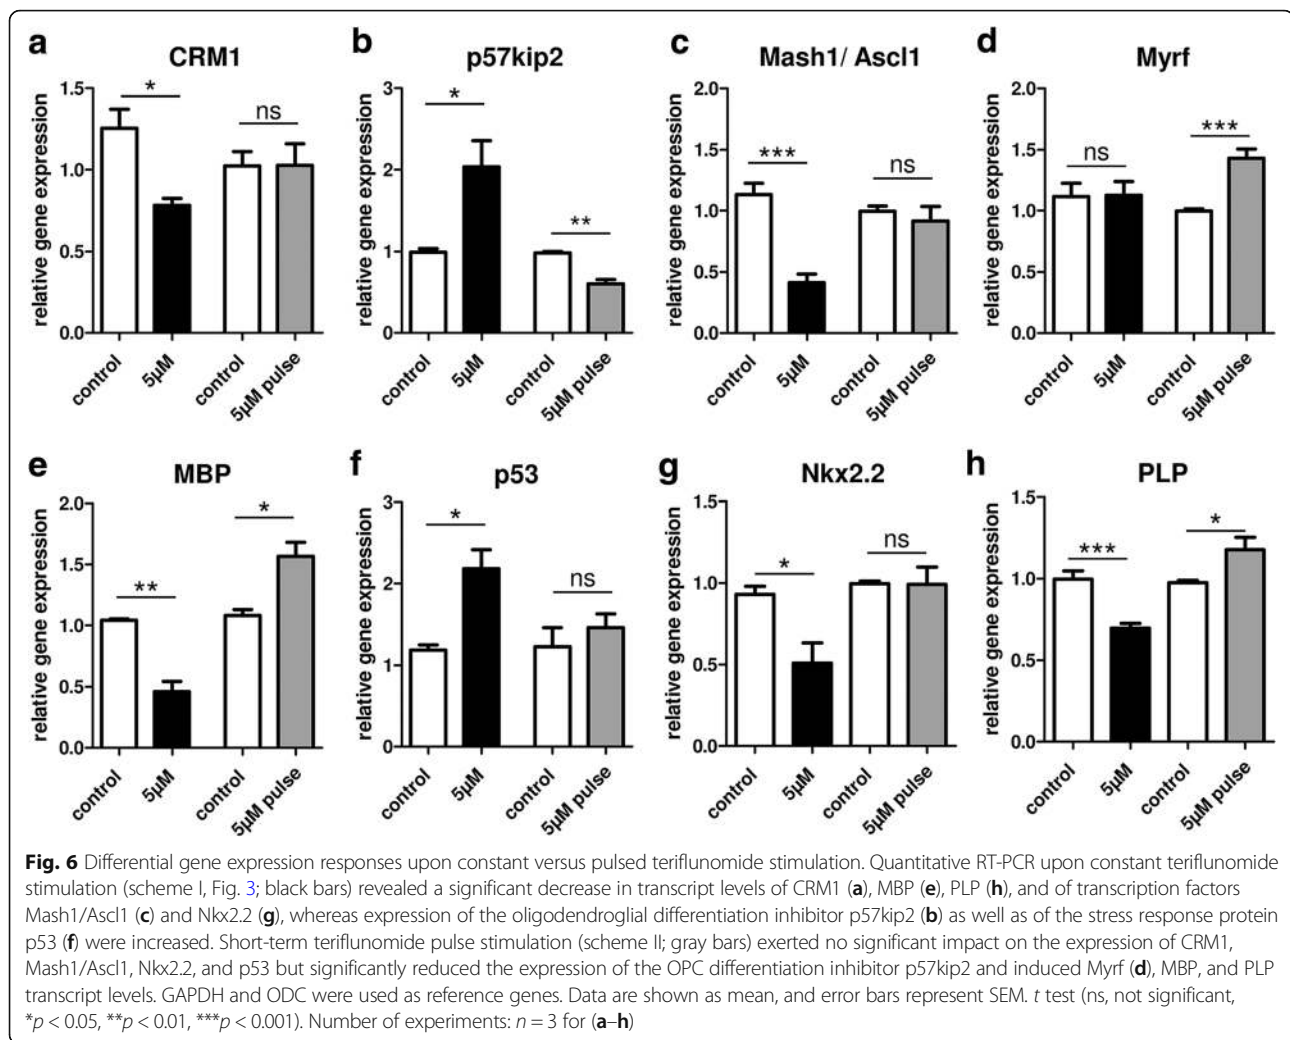 a
CRM1
relative gene expression
1.5
1.0
0.5
0.0
*
ns
control
5µM
control
5µM pulse
b
p57kip2
relative gene expression
3
2
1
0
*
**
control
5µM
control
5µM pulse
c
Mash1/ Ascl1
relative gene expression
2.0
1.5
1.0
0.5
0.0
***
ns
control
5µM
control
5µM pulse
d
Myrf
relative gene expression
2.0
1.5
1.0
0.5
0.0
ns
***
control
5µM
control
5µM pulse
e
MBP
relative gene expression
2.0
1.5
1.0
0.5
0.0
**
*
control
5µM
control
5µM pulse
f
p53
relative gene expression
3
2
1
0
*
ns
control
5µM
control
5µM pulse
g
Nkx2.2
relative gene expression
1.5
1.0
0.5
0.0
*
ns
control
5µM
control
5µM pulse
h
PLP
relative gene expression
1.5
1.0
0.5
0.0
***
*
control
5µM
control
5µM pulse
Fig. 6 Differential gene expression responses upon constant versus pulsed teriflunomide stimulation. Quantitative RT-PCR upon constant teriflunomide
stimulation (scheme I, Fig. 3; black bars) revealed a significant decrease in transcript levels of CRM1 (a), MBP (e), PLP (h), and of transcription factors
Mash1/Ascl1 (c) and Nkx2.2 (g), whereas expression of the oligodendroglial differentiation inhibitor p57kip2 (b) as well as of the stress response protein
p53 (f) were increased. Short-term teriflunomide pulse stimulation (scheme II; gray bars) exerted no significant impact on the expression of CRM1,
Mash1/Ascl1, Nkx2.2, and p53 but significantly reduced the expression of the OPC differentiation inhibitor p57kip2 and induced Myrf (d), MBP, and PLP
transcript levels. GAPDH and ODC were used as reference genes. Data are shown as mean, and error bars represent SEM. t test (ns, not significant,
*p < 0.05, **p < 0.01, ***p < 0.001). Number of experiments: n = 3 for (a–h)